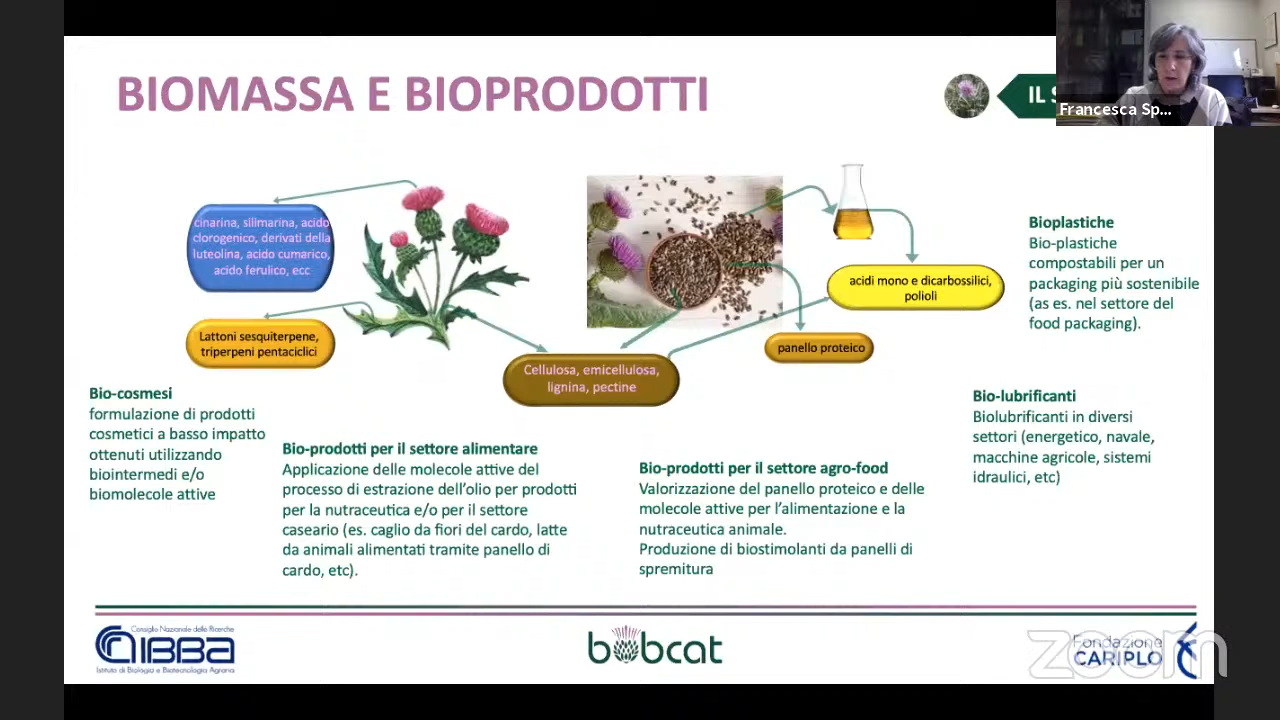 BIOMASSA E BIOPRODOTTI
IL
Francesca Sp...
cinarina, silimarina, acido
clorogenico, derivati della
luteolina, acido cumarico,
acido ferulico, ecc
Lattoni sesquiterpene,
triperpeni pentaciclici
Cellulosa, emicellulosa,
lignina, pectine
acidi mono e dicarbossilici,
polioli
panello proteico
Bioplastiche
Bio-plastiche
compostabili per un
packaging più sostenibile
(as es. nel settore del
food packaging).
Bio-cosmesi
formulazione di prodotti
cosmetici a basso impatto
ottenuti utilizzando
biointermedi e/o
biomolecole attive
Bio-prodotti per il settore alimentare
Applicazione delle molecole attive del
processo di estrazione dell'olio per prodotti
per la nutraceutica e/o per il settore
caseario (es. caglio da fiori del cardo, latte
da animali alimentati tramite panello di
cardo, etc).
Bio-prodotti per il settore agro-food
Valorizzazione del panello proteico e delle
molecole attive per l'alimentazione e la
nutraceutica animale.
Produzione di biostimolanti da panelli di
spremitura
Bio-lubrificanti
Biolubrificanti in diversi
settori (energetico, navale,
macchine agricole, sistemi
idraulici, etc)
Consiglio Nazionale delle Ricerche
IBBA
Istituto di Biologia e Biotecnologia Agraria
bobcat
Fondazione
CARIPLO
zoom